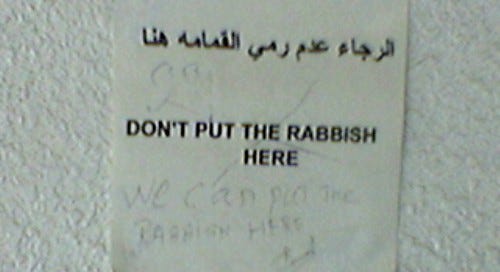 الرجاء عدم رمي القمامه هنا
DON'T PUT THE RABBISH
HERE
We can put the
RABBISH HERE